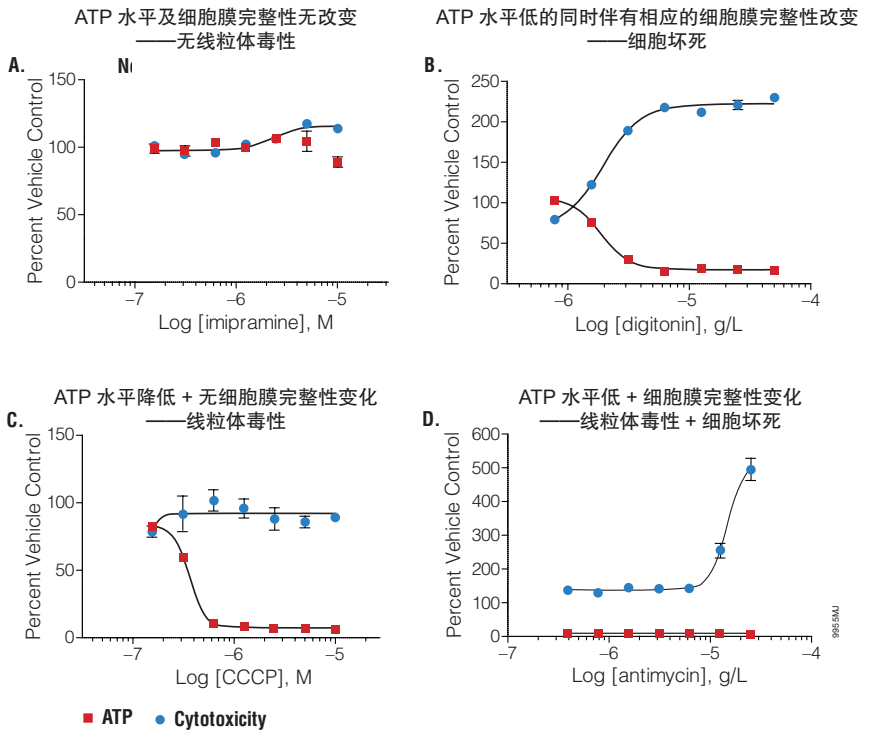 ATP 水平及细胞膜完整性无改变
——无线粒体毒性
A.
Percent Vehicle Control
150
100
50
0
–7
–6
–5
Log [imipramine], M
ATP 水平低的同时伴有相应的细胞膜完整性改变
——细胞坏死
B.
Percent Vehicle Control
250
200
150
100
50
0
–6
–5
–4
Log [digitonin], g/L
ATP 水平降低 + 无细胞膜完整性变化
——线粒体毒性
C.
Percent Vehicle Control
150
100
50
0
–7
–6
–5
Log [CCCP], M
ATP 水平低 + 细胞膜完整性变化
——线粒体毒性 + 细胞坏死
D.
Percent Vehicle Control
600
500
400
300
200
100
0
–7
–6
–5
–4
Log [antimycin], g/L
9955MJ
ATP
Cytotoxicity